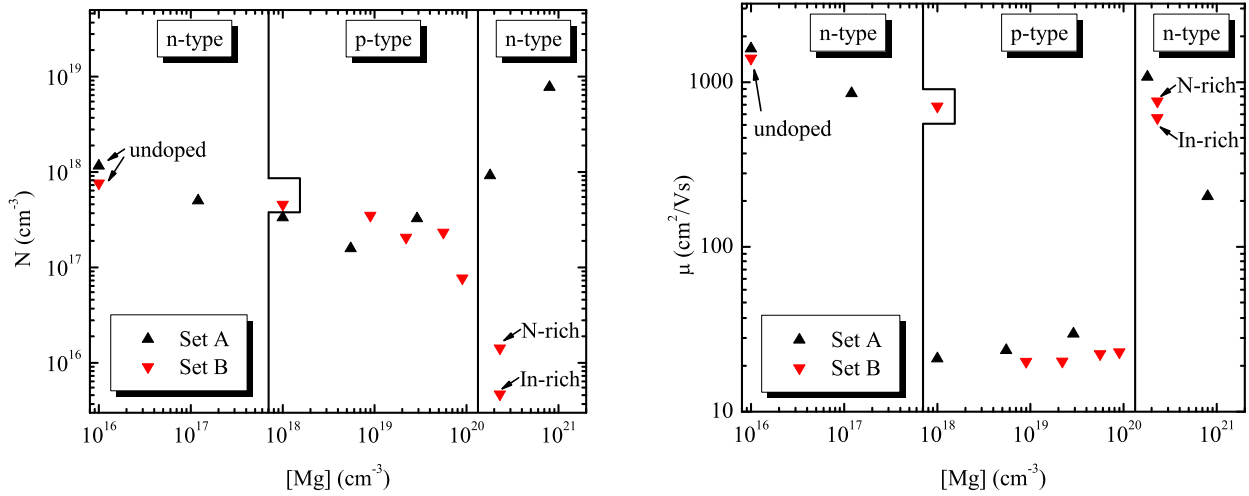 n-type
p-type
n-type
10^19
10^18
10^17
10^16
N (cm^-3)
undoped
N-rich
In-rich
Set A
Set B
10^16
10^17
10^18
10^19
10^20
10^21
[Mg] (cm^-3)
n-type
p-type
n-type
1000
100
10
μ (cm^2/Vs)
undoped
N-rich
In-rich
Set A
Set B
10^16
10^17
10^18
10^19
10^20
10^21
[Mg] (cm^-3)